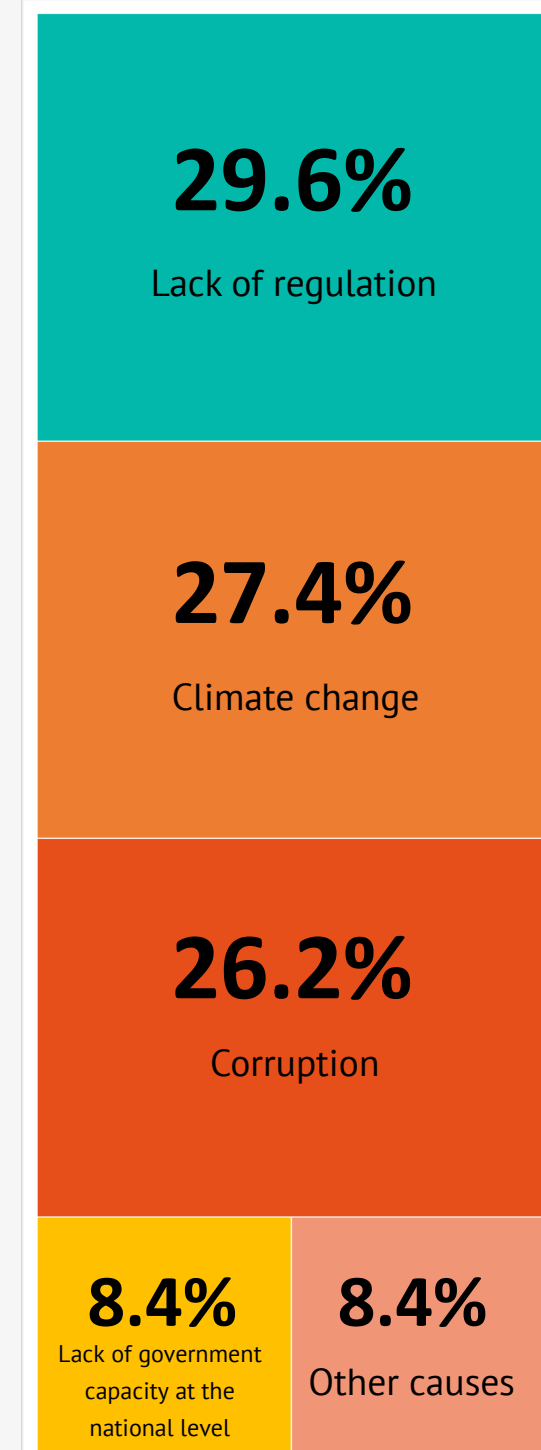 29.6%
Lack of regulation
27.4%
Climate change
26.2%
Corruption
8.4%
Lack of government
capacity at the
national level
8.4%
Other causes